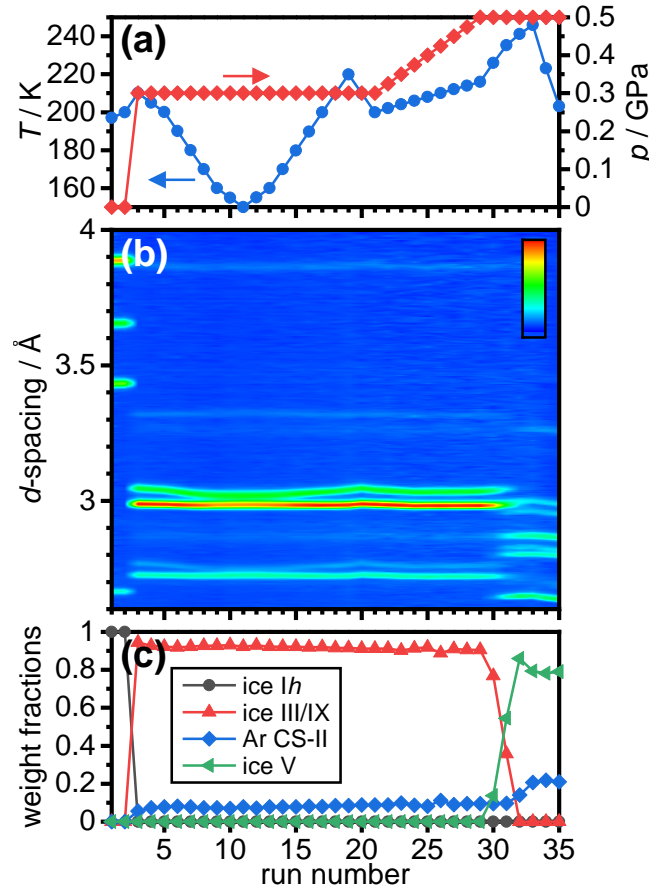 (a)
T / K
240
220
200
180
160
0.5
0.4
0.3
0.2
0.1
0
p / GPa
(b)
d-spacing / Å
4
3.5
3
(c)
weight fractions
1
0.8
0.6
0.4
0.2
0
ice Ih
ice III/IX
Ar CS-II
ice V
5 10 15 20 25 30 35
run number